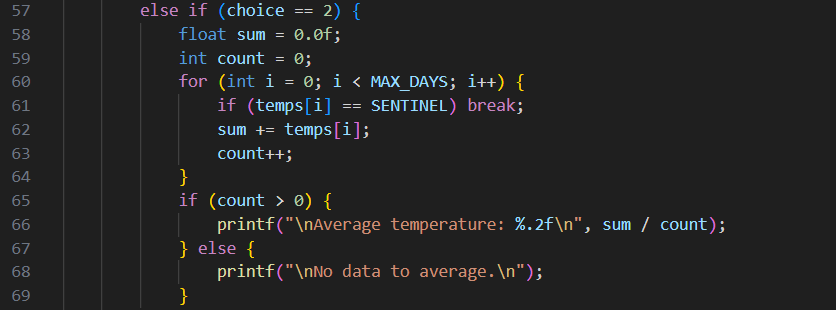 57 else if (choice == 2) {
58 float sum = 0.0f;
59 int count = 0;
60 for (int i = 0; i < MAX_DAYS; i++) {
61 if (temps[i] == SENTINEL) break;
62 sum += temps[i];
63 count++;
64 }
65 if (count > 0) {
66 printf("\nAverage temperature: %.2f\n", sum / count);
67 } else {
68 printf("\nNo data to average.\n");
69 }